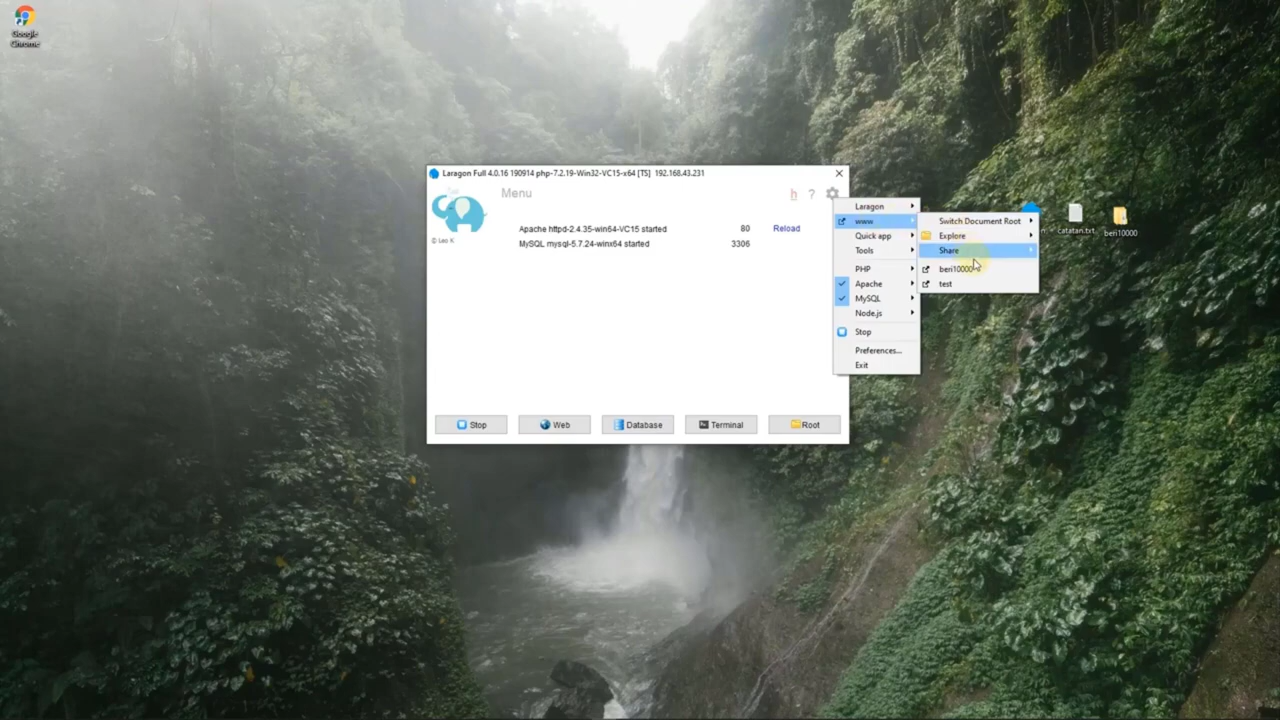 Google
Chrome
Laragon Full 4.0.16 190914 php-7.2.19-Win32-VC15-x64 [TS] 192.168.43.231
Menu
h ?
© Leo K
Apache httpd-2.4.35-win64-VC15 started 80 Reload
MySQL mysql-5.7.24-winx64 started 3306
Stop
Web
Database
Terminal
Root
Laragon
www
Quick app
Tools
PHP
Apache
MySQL
Node.js
Stop
Preferences...
Exit
Switch Document Root
Explore
Share
beri10000
test
catatan.txt
beri10000